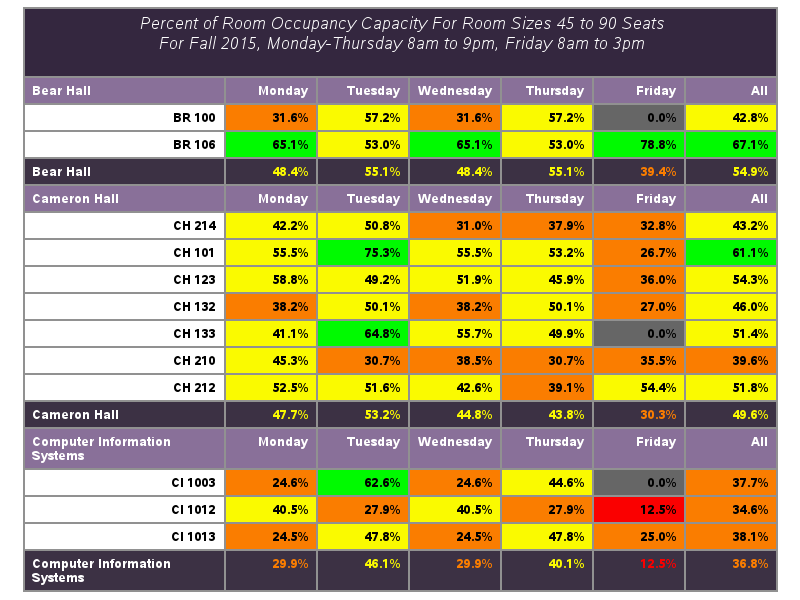 Percent of Room Occupancy Capacity For Room Sizes 45 to 90 Seats
For Fall 2015, Monday-Thursday 8am to 9pm, Friday 8am to 3pm
Bear Hall Monday Tuesday Wednesday Thursday Friday All
BR 100 31.6% 57.2% 31.6% 57.2% 0.0% 42.8%
BR 106 65.1% 53.0% 65.1% 53.0% 78.8% 67.1%
Bear Hall 48.4% 55.1% 48.4% 55.1% 39.4% 54.9%
Cameron Hall Monday Tuesday Wednesday Thursday Friday All
CH 214 42.2% 50.8% 31.0% 37.9% 32.8% 43.2%
CH 101 55.5% 75.3% 55.5% 53.2% 26.7% 61.1%
CH 123 58.8% 49.2% 51.9% 45.9% 36.0% 54.3%
CH 132 38.2% 50.1% 38.2% 50.1% 27.0% 46.0%
CH 133 41.1% 64.8% 55.7% 49.9% 0.0% 51.4%
CH 210 45.3% 30.7% 38.5% 30.7% 35.5% 39.6%
CH 212 52.5% 51.6% 42.6% 39.1% 54.4% 51.8%
Cameron Hall 47.7% 53.2% 44.8% 43.8% 30.3% 49.6%
Computer Information Monday Tuesday Wednesday Thursday Friday All
Systems
CI 1003 24.6% 62.6% 24.6% 44.6% 0.0% 37.7%
CI 1012 40.5% 27.9% 40.5% 27.9% 12.5% 34.6%
CI 1013 24.5% 47.8% 24.5% 47.8% 25.0% 38.1%
Computer Information 29.9% 46.1% 29.9% 40.1% 12.5% 36.8%
Systems